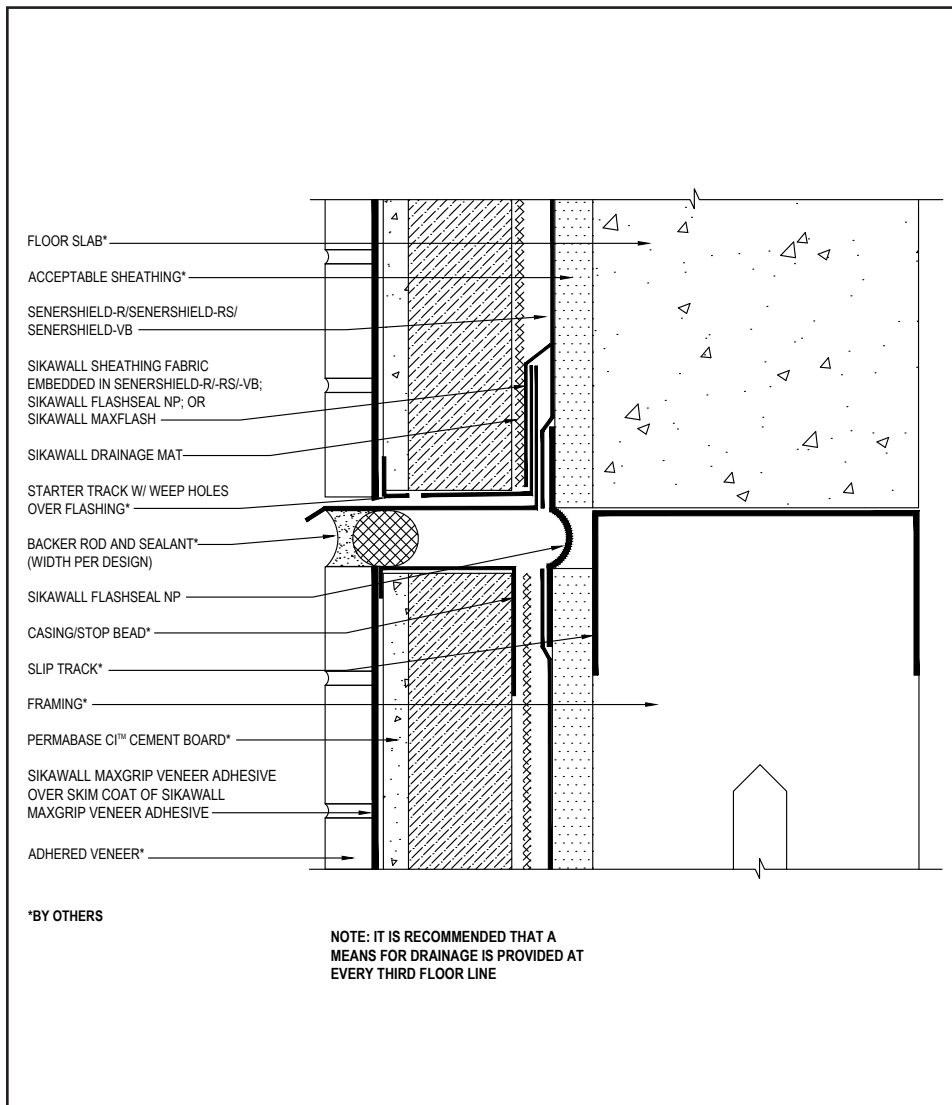 FLOOR SLAB*
ACCEPTABLE SHEATHING*
SENERSHIELD-R/SENERSHIELD-RS/
SENERSHIELD-VB
SIKAWALL SHEATHING FABRIC
EMBEDDED IN SENERSHIELD-R/-RS/-VB;
SIKAWALL FLASHSEAL NP; OR
SIKAWALL MAXFLASH
SIKAWALL DRAINAGE MAT
STARTER TRACK W/ WEEP HOLES
OVER FLASHING*
BACKER ROD AND SEALANT*
(WIDTH PER DESIGN)
SIKAWALL FLASHSEAL NP
CASING/STOP BEAD*
SLIP TRACK*
FRAMING*
PERMABASE CI™ CEMENT BOARD*
SIKAWALL MAXGRIP VENEER ADHESIVE
OVER SKIM COAT OF SIKAWALL
MAXGRIP VENEER ADHESIVE
ADHERED VENEER*
*BY OTHERS
NOTE: IT IS RECOMMENDED THAT A
MEANS FOR DRAINAGE IS PROVIDED AT
EVERY THIRD FLOOR LINE